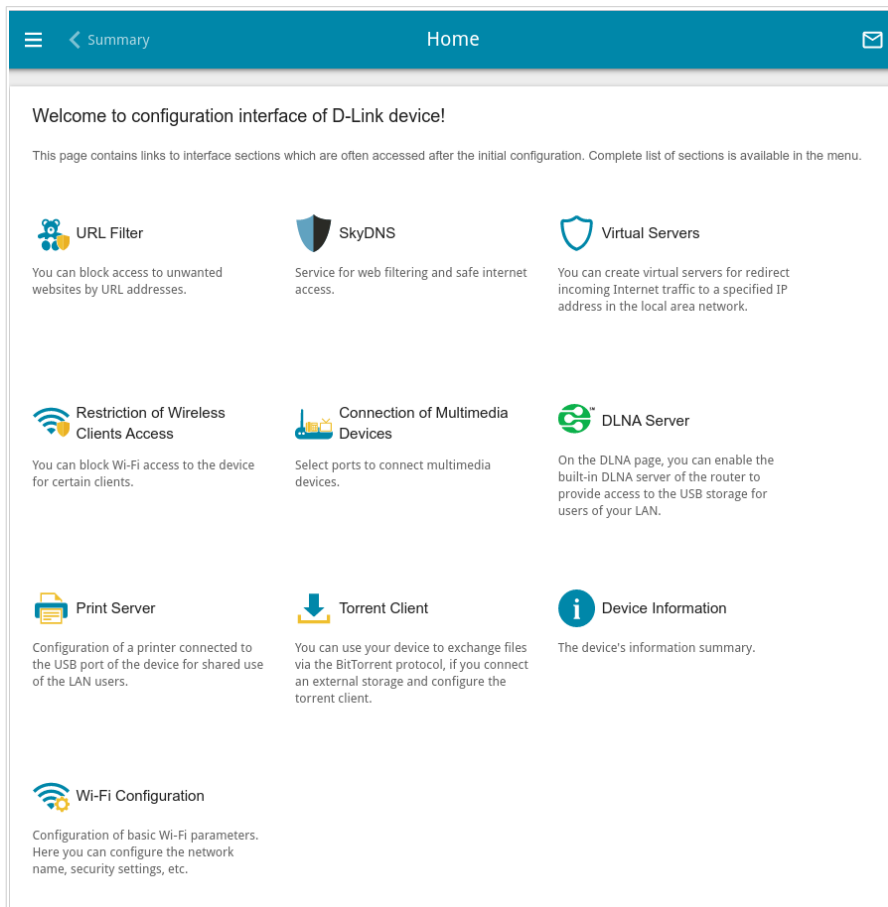 Summary
Home
Welcome to configuration interface of D-Link device!
This page contains links to interface sections which are often accessed after the initial configuration. Complete list of sections is available in the menu.
URL Filter
You can block access to unwanted
websites by URL addresses.
SkyDNS
Service for web filtering and safe internet
access.
Virtual Servers
You can create virtual servers for redirect
incoming Internet traffic to a specified IP
address in the local area network.
Restriction of Wireless
Clients Access
You can block Wi-Fi access to the device
for certain clients.
Connection of Multimedia
Devices
Select ports to connect multimedia
devices.
DLNA Server
On the DLNA page, you can enable the
built-in DLNA server of the router to
provide access to the USB storage for
users of your LAN.
Print Server
Configuration of a printer connected to
the USB port of the device for shared use
of the LAN users.
Torrent Client
You can use your device to exchange files
via the BitTorrent protocol, if you connect
an external storage and configure the
torrent client.
Device Information
The device's information summary.
Wi-Fi Configuration
Configuration of basic Wi-Fi parameters.
Here you can configure the network
name, security settings, etc.